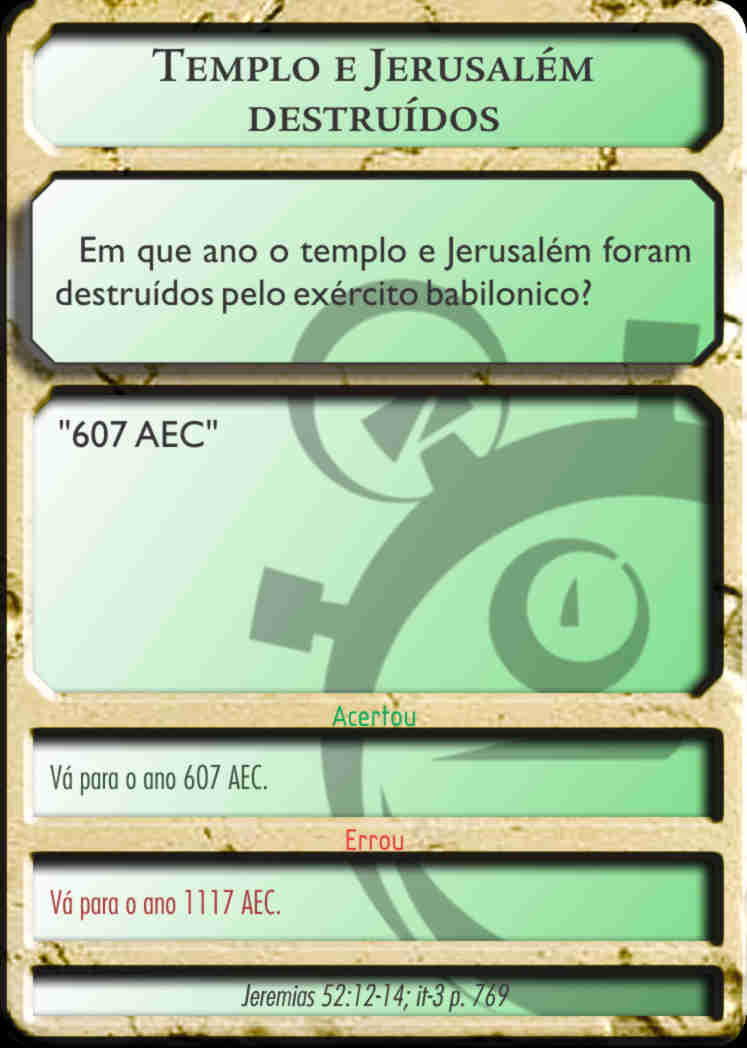 Templo e Jerusalém
destruídos
Em que ano o templo e Jerusalém foram
destruídos pelo exército babilonico?
"607 AEC"
Acertou
Vá para o ano 607 AEC.
Errou
Vá para o ano 1117 AEC.
Jeremias 52:12-14; it-3 p. 769